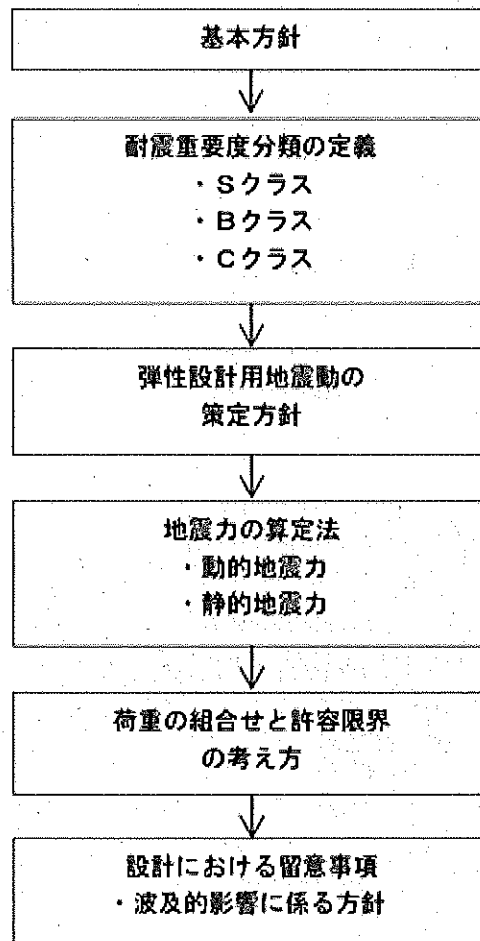 基本方針
耐震重要度分類の定義
・Sクラス
・Bクラス
・Cクラス
弾性設計用地震動の
策定方針
地震力の算定法
・動的地震力
・静的地震力
荷重の組合せと許容限界
の考え方
設計における留意事項
・波及的影響に係る方針